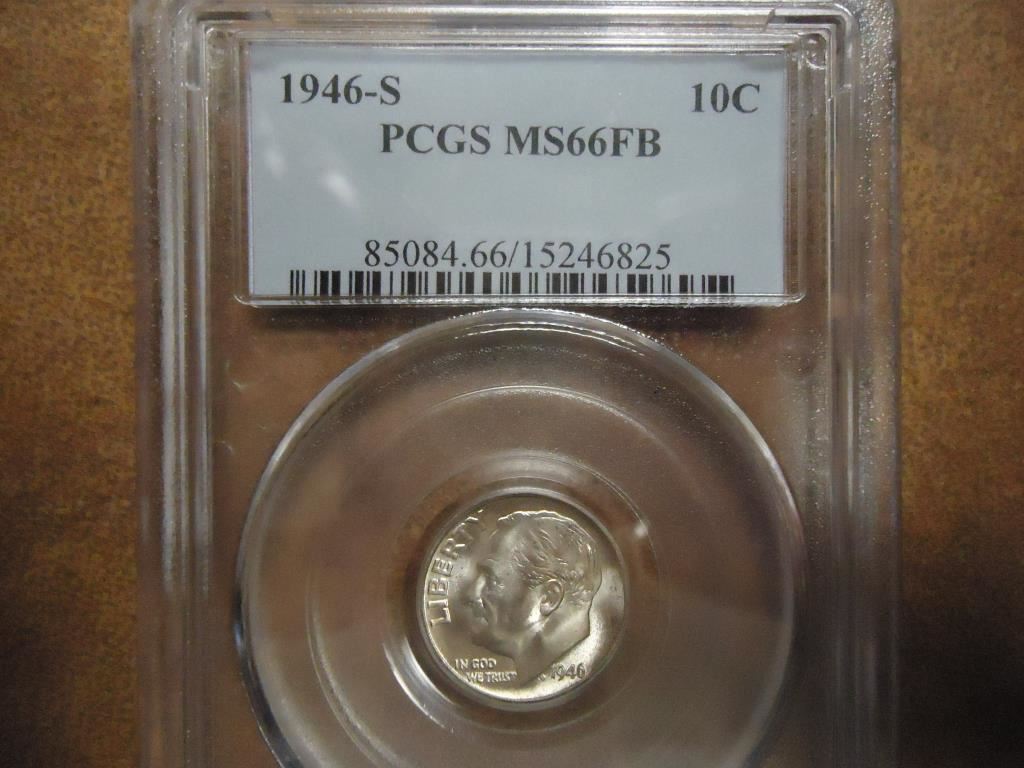 1946-S 10C
PCGS MS66FB
85084.66/15246825
LIBERTY
IN GOD
WE TRUST
1946